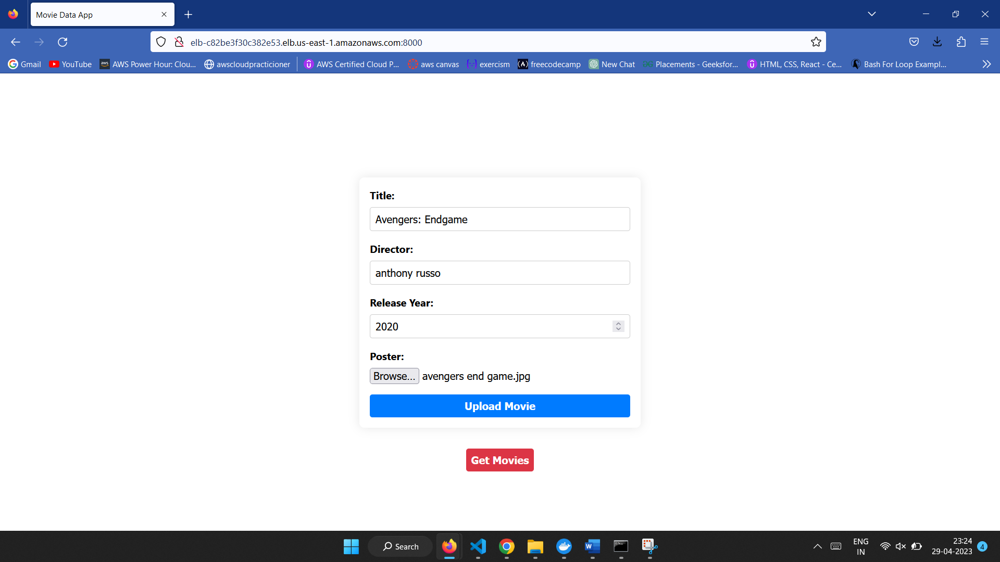 Movie Data App
elb-c82be3f30c382e53.elb.us-east-1.amazonaws.com:8000
Gmail YouTube AWS Power Hour: Clou... awscloudpracticioner AWS Certified Cloud P... aws canvas exercism freecodecamp New Chat Placements - Geeksfor... HTML, CSS, React - Ce... Bash For Loop Exampl...
Title:
Avengers: Endgame
Director:
anthony russo
Release Year:
2020
Poster:
Browse... avengers end game.jpg
Upload Movie
Get Movies
Search
ENG
IN
23:24
29-04-2023
4